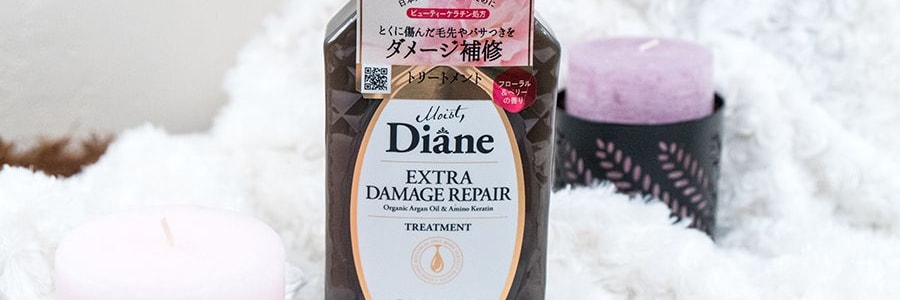 ビューティーケラチン処方
とくに傷んだ毛先やパサつきを
ダメージ補修
トリートメント
フローラル
&ベリー
の香り
Moist,
Diane
EXTRA
DAMAGE REPAIR
Organic Argan Oil & Amino Keratin
TREATMENT